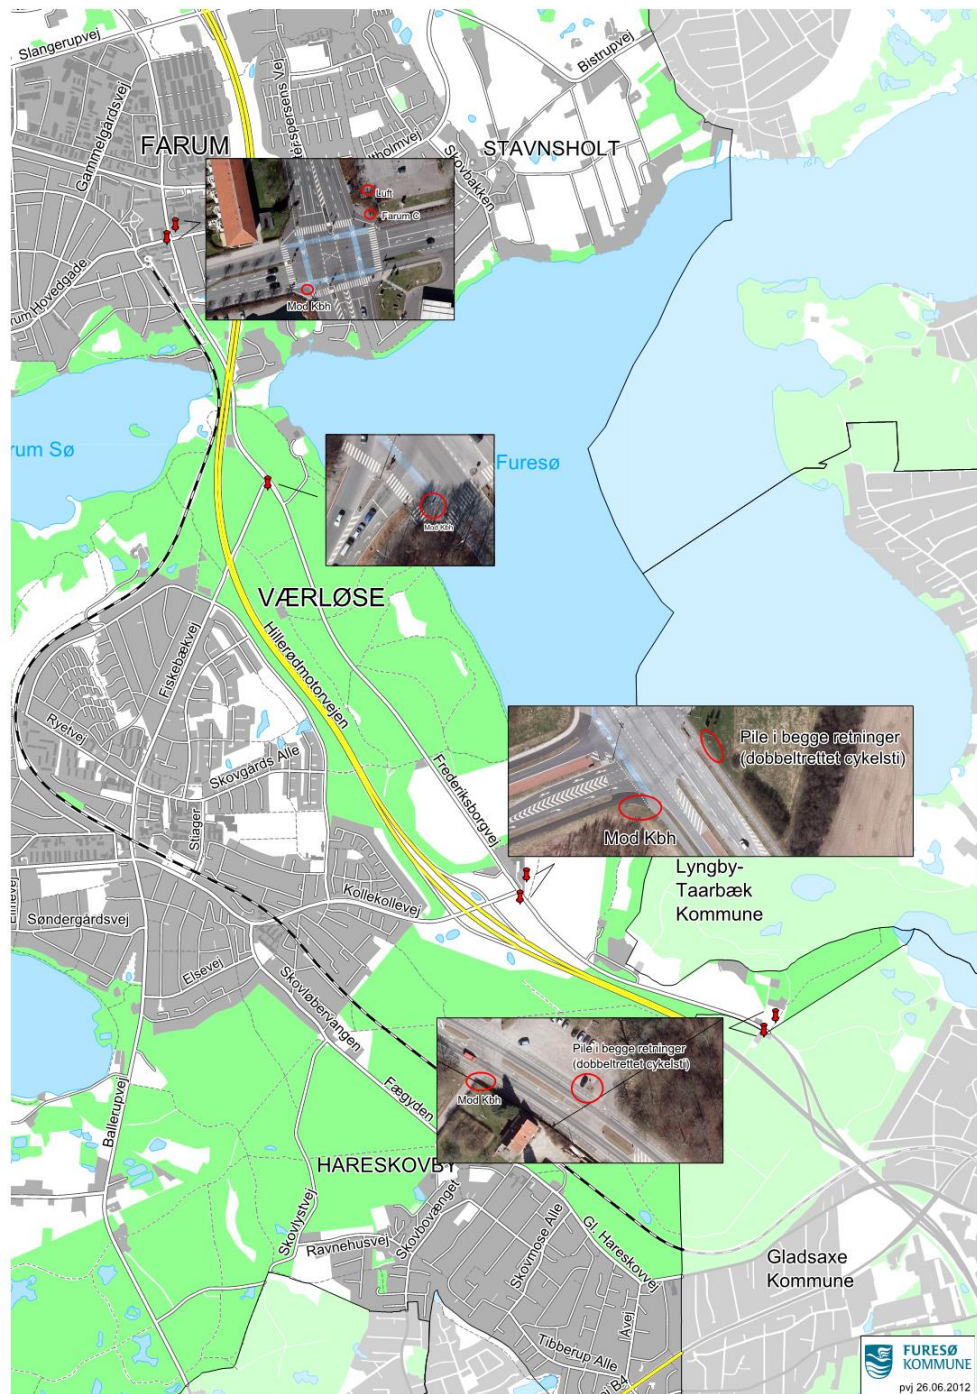 Slangerupvej
Bistrupvej
Gammelgårdsvej
FARUM
STAVNSHOLT
Skovbakken
Luft
Farum C
Mod Kbh
rum Sø
Furesø
Mod Kbh
VÆRLØSE
Hillerødmotorvejen
Fiskebækvej
Ryetvej
Skovgårds Alle
Stiager
Frederiksborgvej
Pile i begge retninger
(dobbeltrettet cykelsti)
Mod Kbh
Lyngby-
Taarbæk
Kommune
Kollekollevej
Søndergårdsvej
Elsevej
Skovløbervangen
Pile i begge retninger
(dobbeltrettet cykelsti)
Mod Kbh
Fægyden
Ballerupvej
HARESKOVBY
Skovlystvej
Ravnehusvej
Skovbovænget
Skovmose Alle
Gl. Hareskovvej
Gladsaxe
Kommune
Avej
Tibberup Alle
FURESØ
KOMMUNE
pvj 26.06.2012